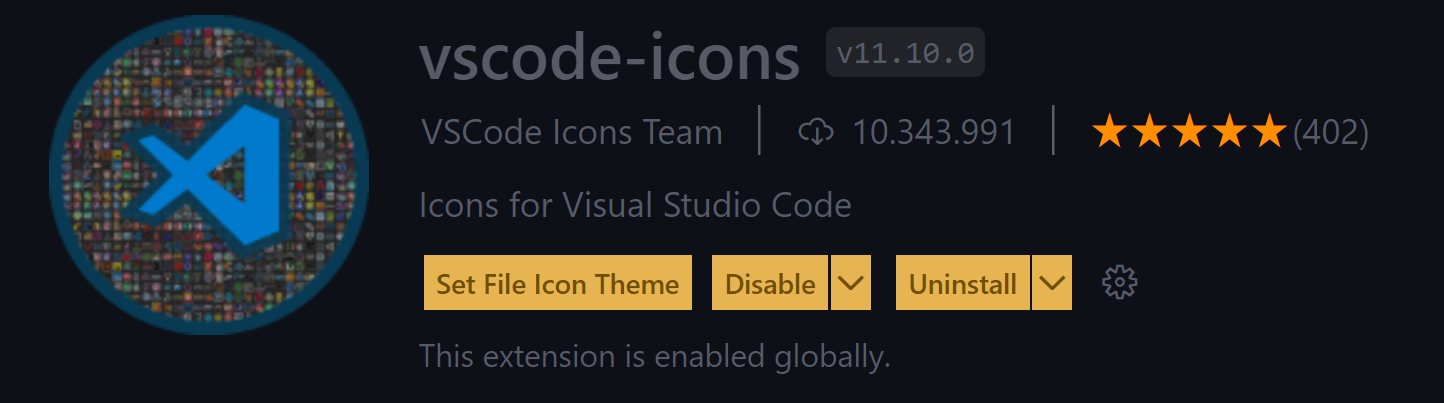 vscode-icons v11.10.0
VSCode Icons Team | 10.343.991 | ★★★★★(402)
Icons for Visual Studio Code
Set File Icon Theme Disable Uninstall
This extension is enabled globally.